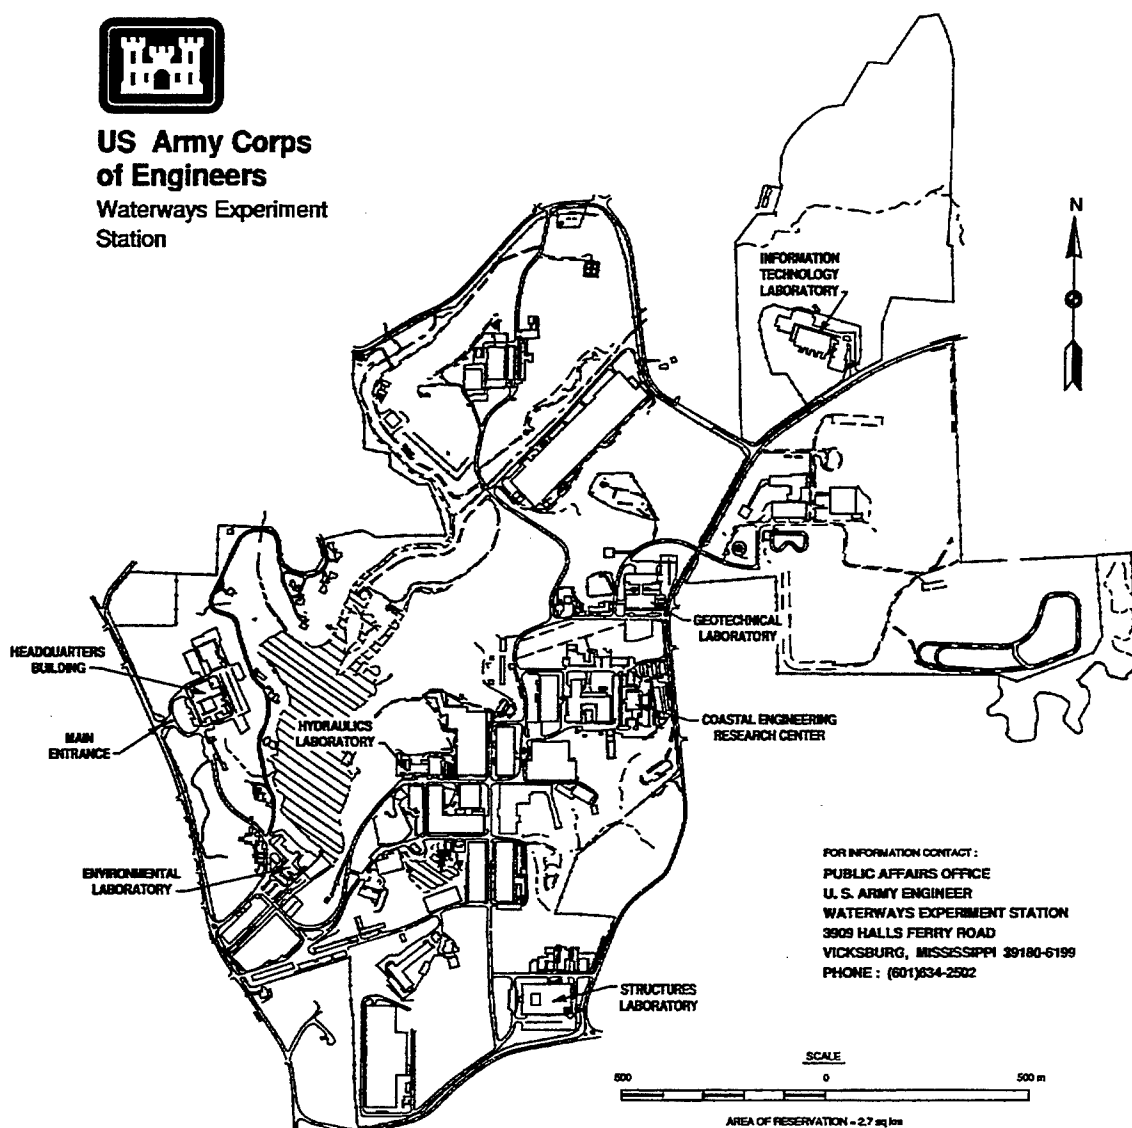 US Army Corps
of Engineers
Waterways Experiment
Station
N
INFORMATION
TECHNOLOGY
LABORATORY
GEOTECHNICAL
LABORATORY
HEADQUARTERS
BUILDING
MAIN
ENTRANCE
HYDRAULICS
LABORATORY
COASTAL ENGINEERING
RESEARCH CENTER
ENVIRONMENTAL
LABORATORY
STRUCTURES
LABORATORY
FOR INFORMATION CONTACT :
PUBLIC AFFAIRS OFFICE
U. S. ARMY ENGINEER
WATERWAYS EXPERIMENT STATION
3909 HALLS FERRY ROAD
VICKSBURG, MISSISSIPPI 39180-6199
PHONE : (601)634-2502
SCALE
500 0 500 m
AREA OF RESERVATION = 2.7 sq km